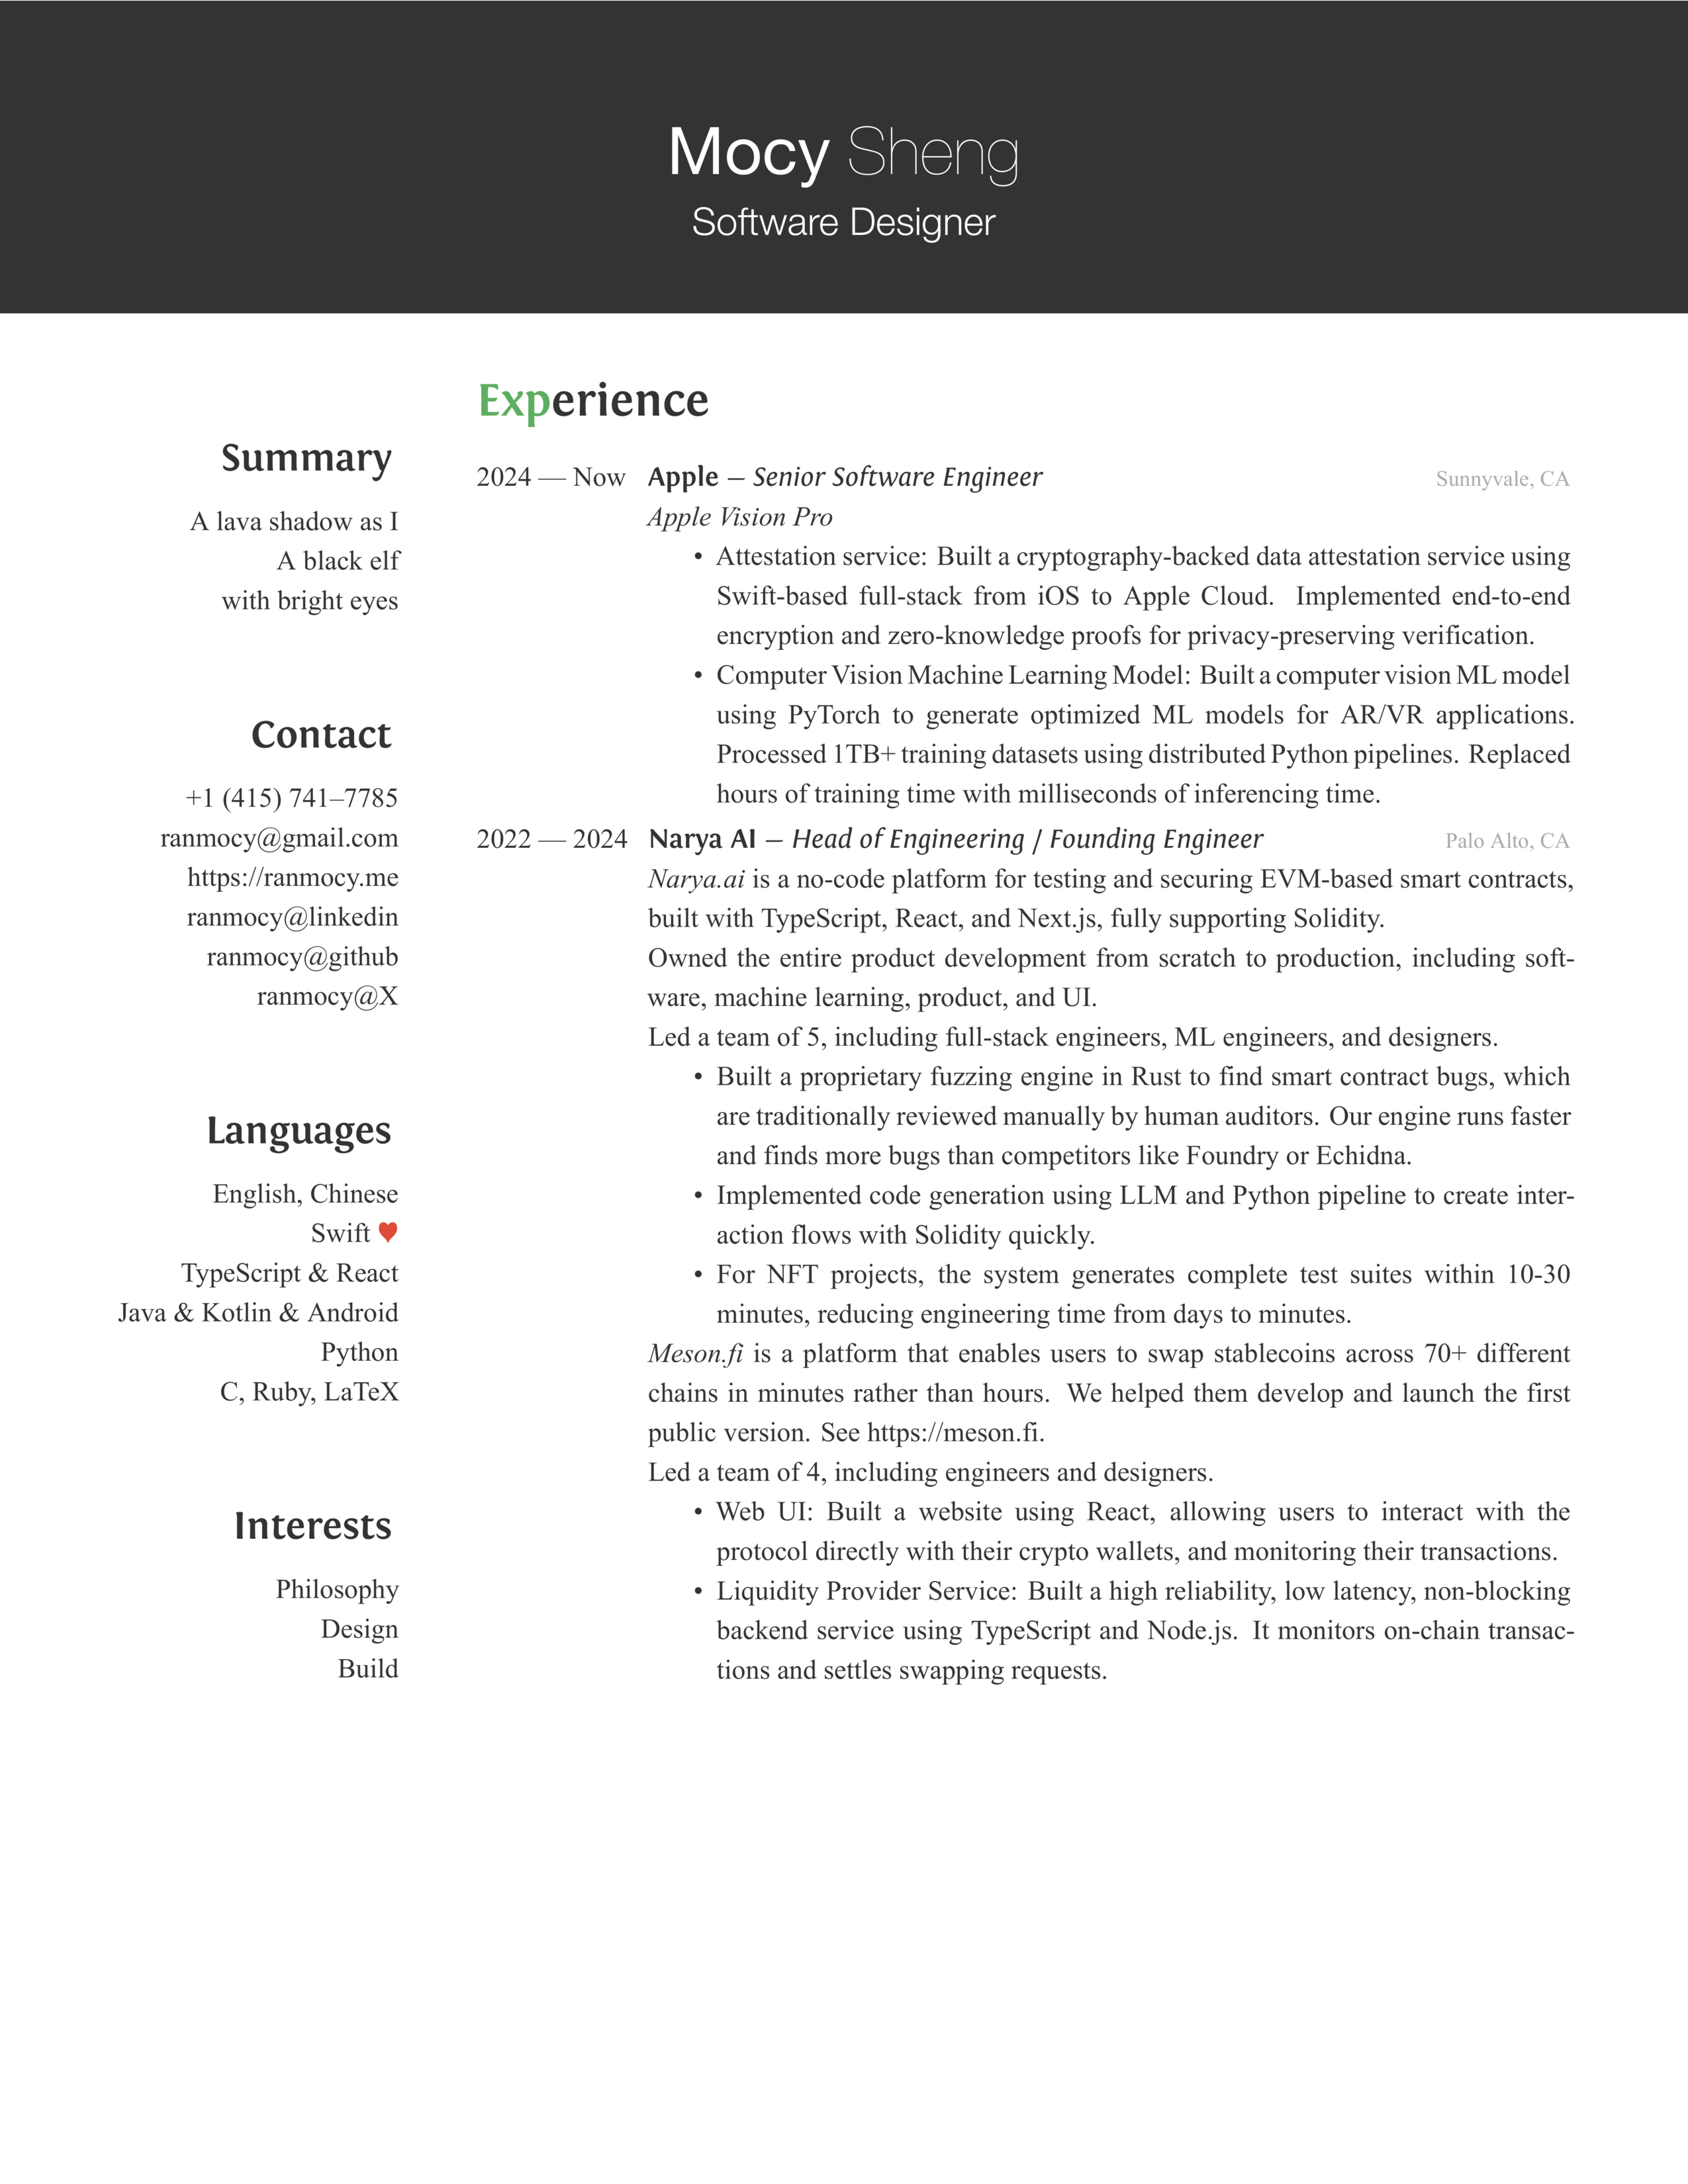 Mocy Sheng
Software Designer
Summary
A lava shadow as I
A black elf
with bright eyes
Contact
+1 (415) 741–7785
ranmocy@gmail.com
https://ranmocy.me
ranmocy@linkedin
ranmocy@github
ranmocy@X
Languages
English, Chinese
Swift ♥
TypeScript & React
Java & Kotlin & Android
Python
C, Ruby, LaTeX
Interests
Philosophy
Design
Build
Experience
2024 — Now Apple – Senior Software Engineer Sunnyvale, CA
Apple Vision Pro
• Attestation service: Built a cryptography-backed data attestation service using
Swift-based full-stack from iOS to Apple Cloud. Implemented end-to-end
encryption and zero-knowledge proofs for privacy-preserving verification.
• Computer Vision Machine Learning Model: Built a computer vision ML model
using PyTorch to generate optimized ML models for AR/VR applications.
Processed 1TB+ training datasets using distributed Python pipelines. Replaced
hours of training time with milliseconds of inferencing time.
2022 — 2024 Narya AI – Head of Engineering / Founding Engineer Palo Alto, CA
Narya.ai is a no-code platform for testing and securing EVM-based smart contracts,
built with TypeScript, React, and Next.js, fully supporting Solidity.
Owned the entire product development from scratch to production, including soft-
ware, machine learning, product, and UI.
Led a team of 5, including full-stack engineers, ML engineers, and designers.
• Built a proprietary fuzzing engine in Rust to find smart contract bugs, which
are traditionally reviewed manually by human auditors. Our engine runs faster
and finds more bugs than competitors like Foundry or Echidna.
• Implemented code generation using LLM and Python pipeline to create inter-
action flows with Solidity quickly.
• For NFT projects, the system generates complete test suites within 10-30
minutes, reducing engineering time from days to minutes.
Meson.fi is a platform that enables users to swap stablecoins across 70+ different
chains in minutes rather than hours. We helped them develop and launch the first
public version. See https://meson.fi.
Led a team of 4, including engineers and designers.
• Web UI: Built a website using React, allowing users to interact with the
protocol directly with their crypto wallets, and monitoring their transactions.
• Liquidity Provider Service: Built a high reliability, low latency, non-blocking
backend service using TypeScript and Node.js. It monitors on-chain transac-
tions and settles swapping requests.